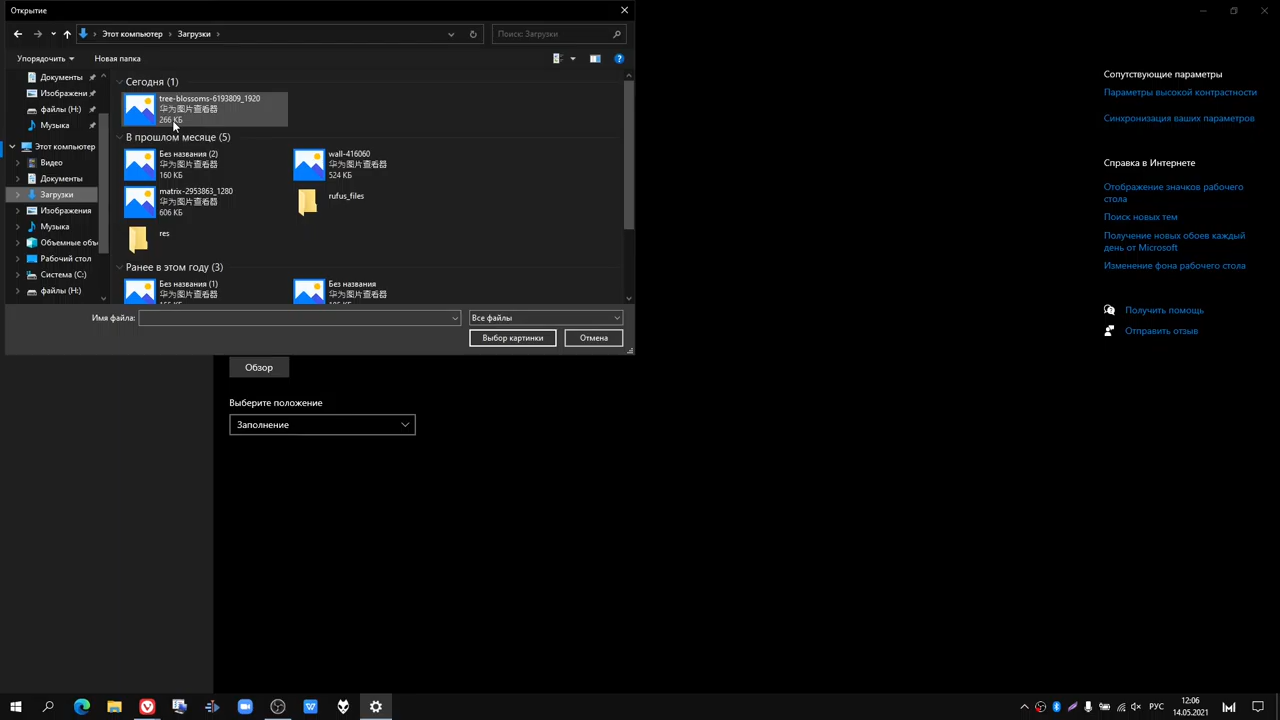 Открытие
Этот компьютер
Загрузки
Поиск: Загрузки
Упорядочить
Новая папка
Документы
Изображени
файлы (H:)
Музыка
Этот компьютер
Видео
Документы
Загрузки
Изображения
Музыка
Объемные объ
Рабочий стол
Система (C:)
файлы (H:)
Сегодня (1)
tree-blossoms-6193809_1920
华为图片查看器
266 КБ
В прошлом месяце (5)
Без названия (2)
华为图片查看器
160 КБ
wall-416060
华为图片查看器
524 КБ
matrix-2953863_1280
华为图片查看器
606 КБ
rufus_files
res
Ранее в этом году (3)
Без названия (1)
华为图片查看器
Без названия
华为图片查看器
Имя файла:
Все файлы
Выбор картинки
Отмена
Обзор
Выберите положение
Заполнение
Сопутствующие параметры
Параметры высокой контрастности
Синхронизация ваших параметров
Справка в Интернете
Отображение значков рабочего
стола
Поиск новых тем
Получение новых обоев каждый
день от Microsoft
Изменение фона рабочего стола
Получить помощь
Отправить отзыв
РУС
12:06
14.05.2021